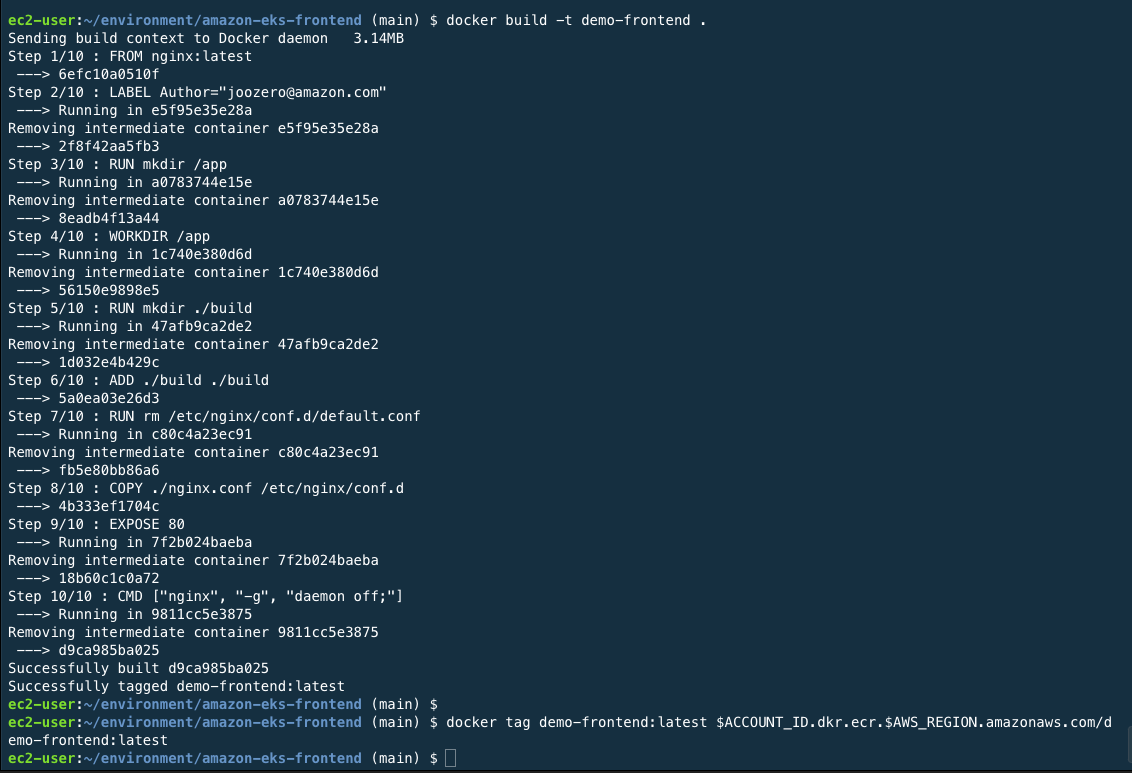 ec2-user:~/environment/amazon-eks-frontend (main) $ docker build -t demo-frontend .
Sending build context to Docker daemon   3.14MB
Step 1/10 : FROM nginx:latest
 ---> 6efc10a0510f
Step 2/10 : LABEL Author="joozero@amazon.com"
 ---> Running in e5f95e35e28a
Removing intermediate container e5f95e35e28a
 ---> 2f8f42aa5fb3
Step 3/10 : RUN mkdir /app
 ---> Running in a0783744e15e
Removing intermediate container a0783744e15e
 ---> 8eadb4f13a44
Step 4/10 : WORKDIR /app
 ---> Running in 1c740e380d6d
Removing intermediate container 1c740e380d6d
 ---> 56150e9898e5
Step 5/10 : RUN mkdir ./build
 ---> Running in 47afb9ca2de2
Removing intermediate container 47afb9ca2de2
 ---> 1d032e4b429c
Step 6/10 : ADD ./build ./build
 ---> 5a0ea03e26d3
Step 7/10 : RUN rm /etc/nginx/conf.d/default.conf
 ---> Running in c80c4a23ec91
Removing intermediate container c80c4a23ec91
 ---> fb5e80bb86a6
Step 8/10 : COPY ./nginx.conf /etc/nginx/conf.d
 ---> 4b333ef1704c
Step 9/10 : EXPOSE 80
 ---> Running in 7f2b024baeba
Removing intermediate container 7f2b024baeba
 ---> 18b60c1c0a72
Step 10/10 : CMD ["nginx", "-g", "daemon off;"]
 ---> Running in 9811cc5e3875
Removing intermediate container 9811cc5e3875
 ---> d9ca985ba025
Successfully built d9ca985ba025
Successfully tagged demo-frontend:latest
ec2-user:~/environment/amazon-eks-frontend (main) $
ec2-user:~/environment/amazon-eks-frontend (main) $ docker tag demo-frontend:latest $ACCOUNT_ID.dkr.ecr.$AWS_REGION.amazonaws.com/d
emo-frontend:latest
ec2-user:~/environment/amazon-eks-frontend (main) $